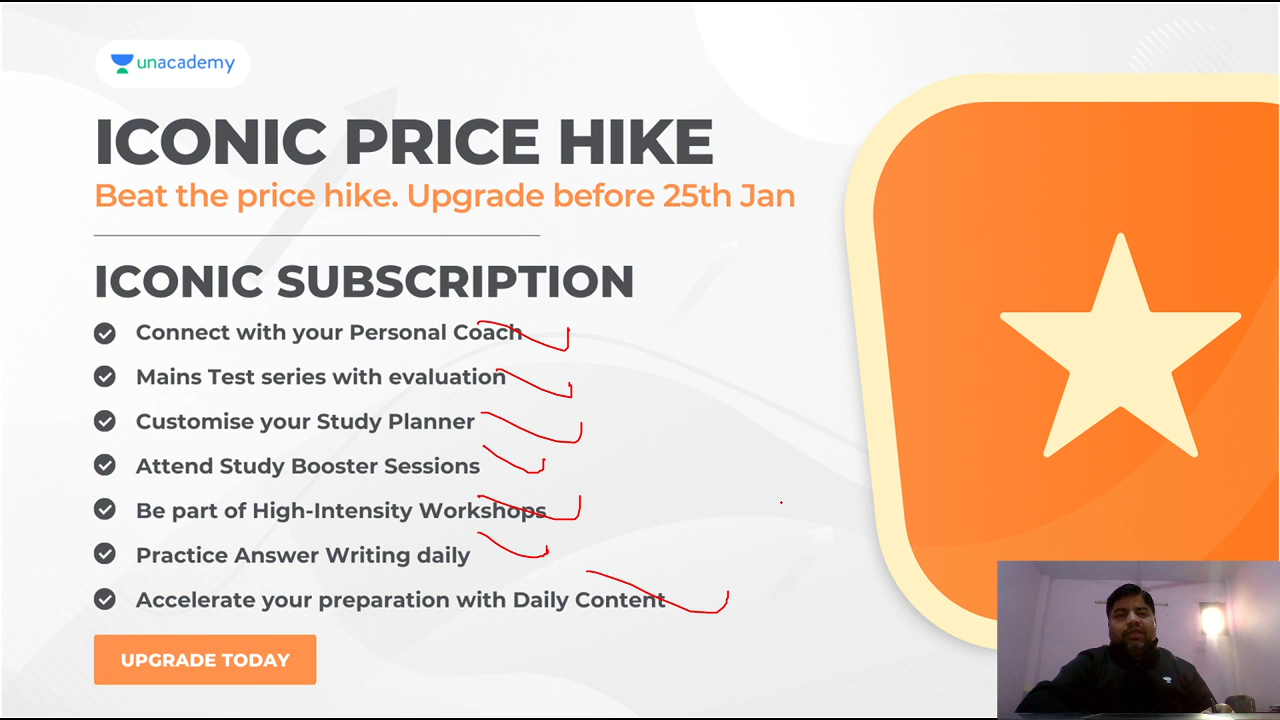 unacademy
ICONIC PRICE HIKE
Beat the price hike. Upgrade before 25th Jan
ICONIC SUBSCRIPTION
Connect with your Personal Coach
Mains Test series with evaluation
Customise your Study Planner
Attend Study Booster Sessions
Be part of High-Intensity Workshops
Practice Answer Writing daily
Accelerate your preparation with Daily Content
UPGRADE TODAY